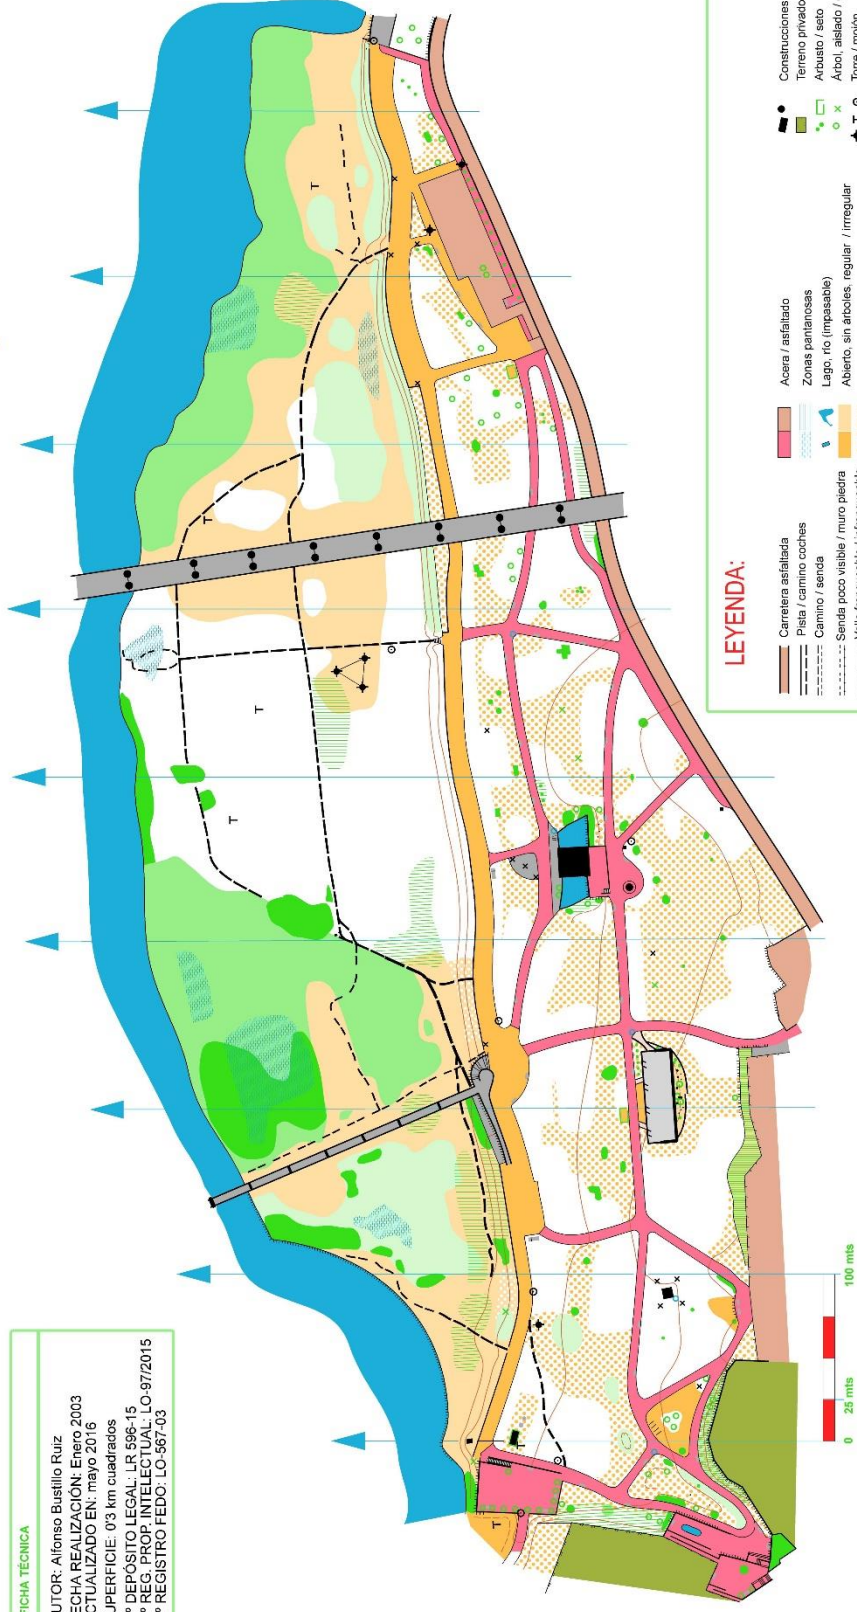 FICHA TÉCNICA
UTOR: Alfonso Bustillo Ruiz
ECHA REALIZACIÓN: Enero 2003
CTUALIZADO EN: mayo 2016
UPERFICIE: 0'3 km cuadrados
º DEPÓSITO LEGAL: LR 596-15
º REG. PROP. INTELECTUAL: LO-97/2015
º REGISTRO FEDO: LO-567-03
0 25 mts 100 mts
LEYENDA:
Carretera asfaltada
Pista / camino coches
Camino / senda
Senda poco visible / muro piedra
Acera / asfaltado
Zonas pantanosas
Lago, río (impasable)
Abierto, sin árboles, regular / irrregular
Construcciones
Terreno privado
Arbusto / seto
Árbol, aislado /
Torre / mojón
T
T
T
T
T
T